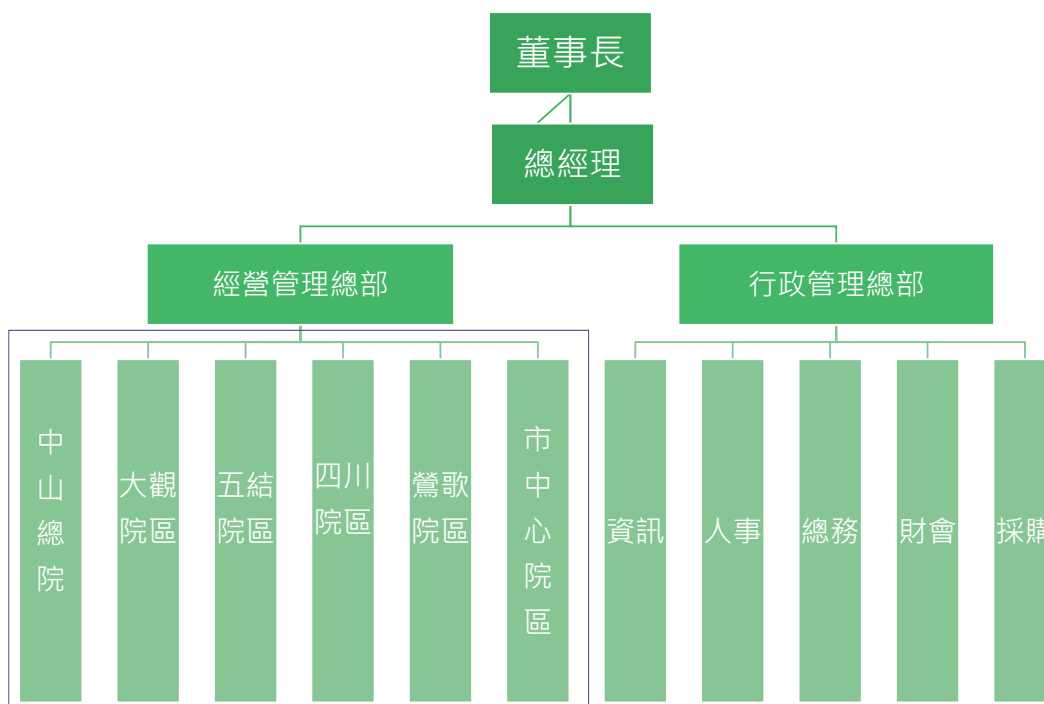 董事長
總經理
經營管理總部
行政管理總部
中山總院
大觀
院區
五結
院區
四川
院區
鶯歌
院區
市中心院區
資訊
人事
總務
財會
採購